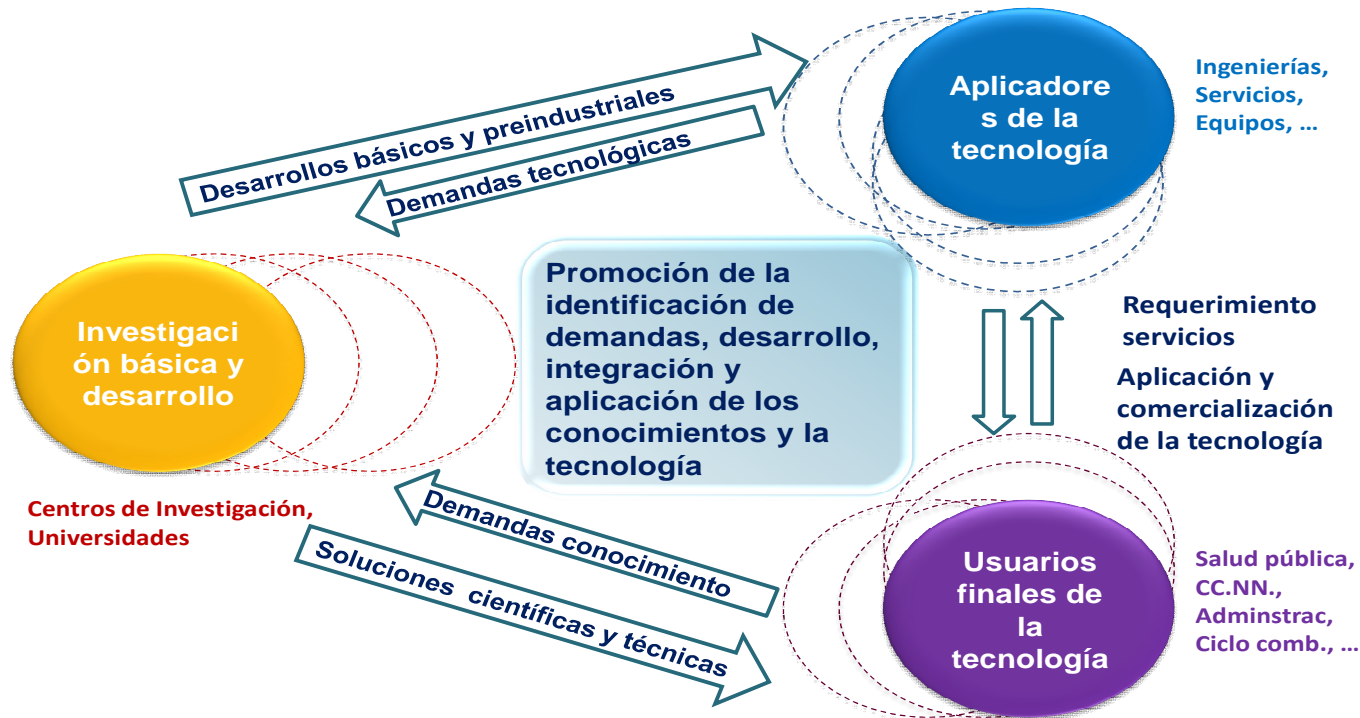 Desarrollos básicos y preindustriales
Demandas tecnológicas
Aplicadore
s de la
tecnología
Ingenierías,
Servicios,
Equipos, ...
Investigaci
ón básica y
desarrollo
Centros de Investigación,
Universidades
Promoción de la
identificación de
demandas, desarrollo,
integración y
aplicación de los
conocimientos y la
tecnología
Requerimiento
servicios
Aplicación y
comercialización
de la tecnología
Demandas conocimiento
Soluciones científicas y técnicas
Usuarios
finales de
la
tecnología
Salud pública,
CC.NN.,
Adminstrac,
Ciclo comb., ...